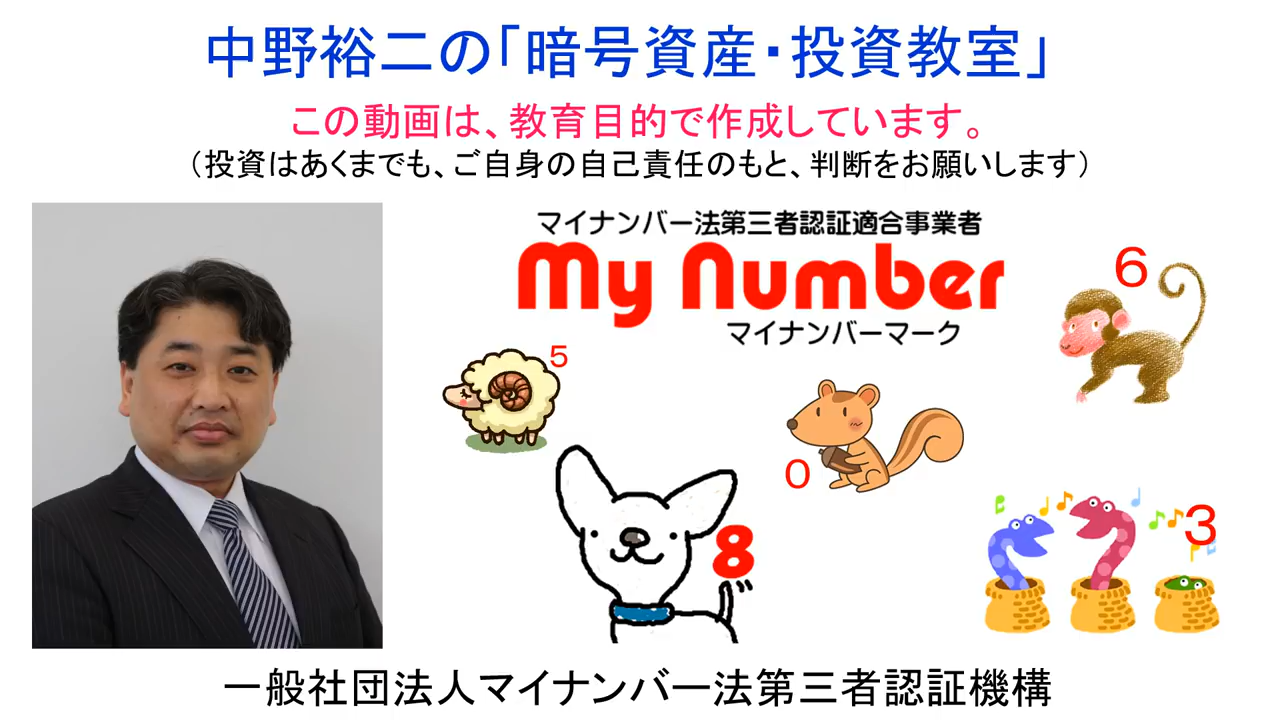 中野裕二の「暗号資産・投資教室」
この動画は、教育目的で作成しています。
（投資はあくまでも、ご自身の自己責任のもと、判断をお願いします）
マイナンバー法第三者認証適合事業者
My Number
マイナンバーマーク
6
5
0
8
3
一般社団法人マイナンバー法第三者認証機構